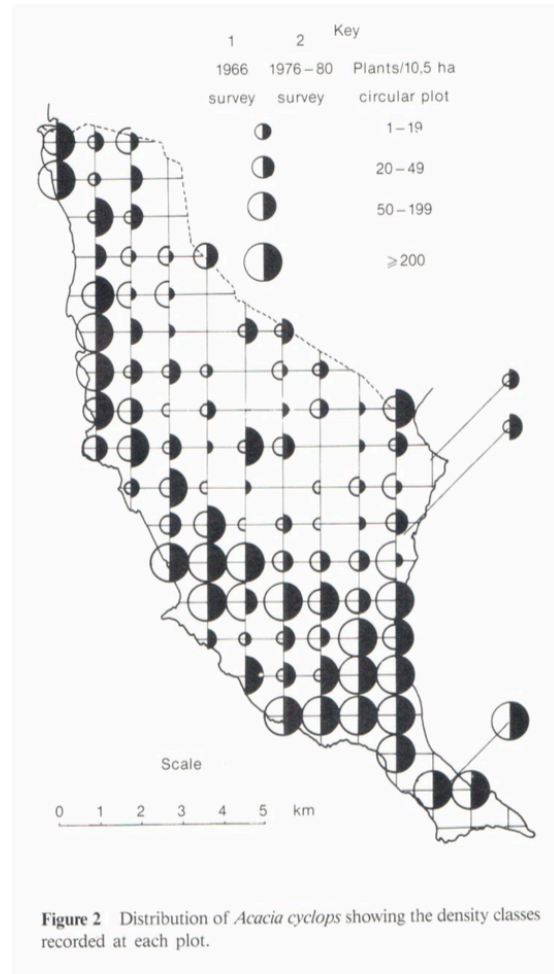 Key
1 2
1966 1976–80 Plants/10,5 ha
survey survey circular plot
1–19
20–49
50–199
⩾200
Scale
0 1 2 3 4 5 km
Figure 2 Distribution of Acacia cyclops showing the density classes
recorded at each plot.